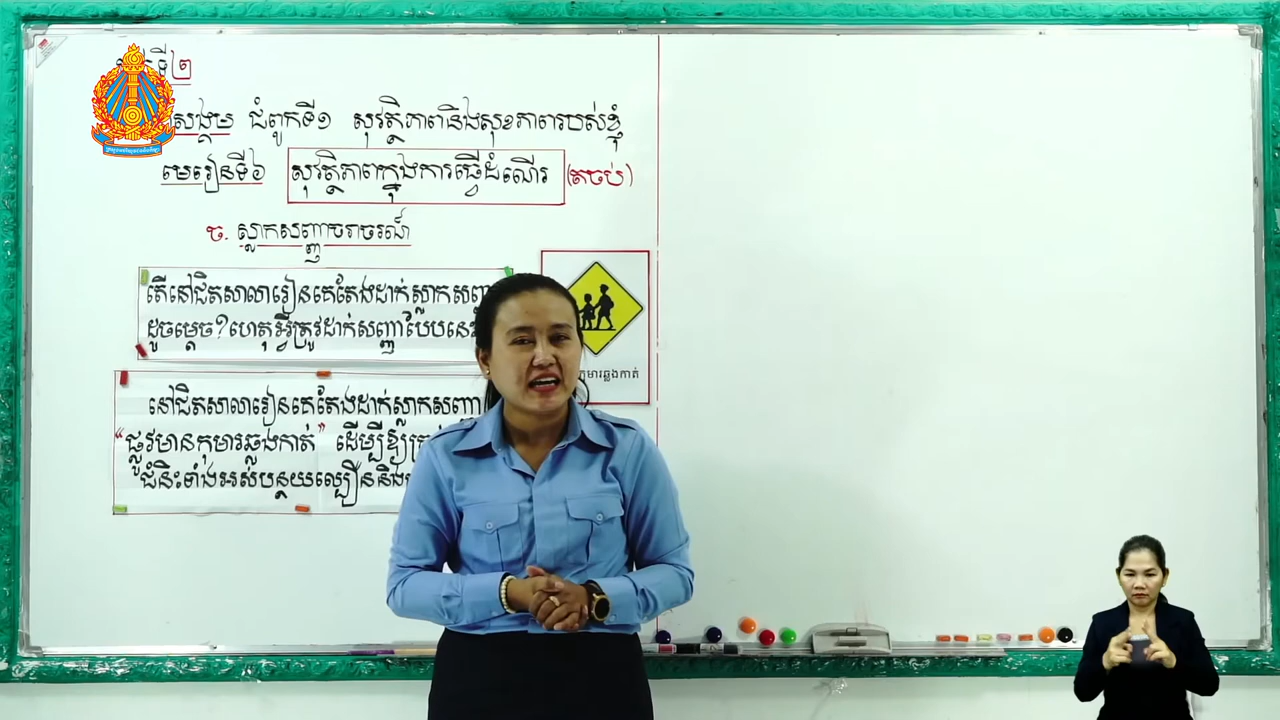 ទី២
សង្គម ជំពូកទី១ សុវត្ថិភាពនិងសុខភាពរបស់ខ្ញុំ
មេរៀនទី៦ សុវត្ថិភាពក្នុងការធ្វើដំណើរ (តចប់)
ច. ស្លាកសញ្ញាចរាចរណ៍
តើនៅជិតសាលារៀនគេតែងដាក់ស្លាកសញ្ញា
ដូចម្ដេច? ហេតុអ្វីត្រូវដាក់សញ្ញាបែបនេះ
កុមារឆ្លងកាត់
នៅជិតសាលារៀនគេតែងដាក់ស្លាកសញ្ញា
“ផ្លូវមានកុមារឆ្លងកាត់” ដើម្បីឱ្យ
ជំនិះទាំងអស់បន្ថយល្បឿននិង